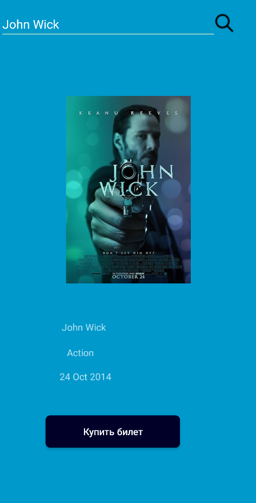 John Wick
KEANU REEVES
JOHN
WICK
DON'T SET HIM OFF
OCTOBER 24
John Wick
Action
24 Oct 2014
Купить билет